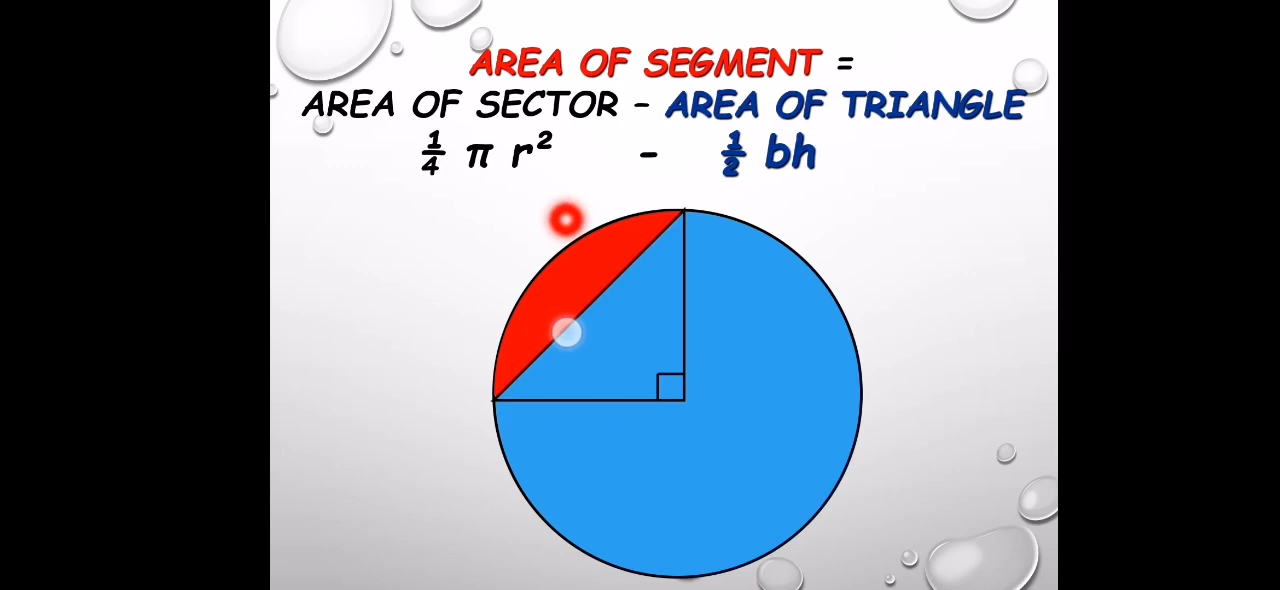 AREA OF SEGMENT =
AREA OF SECTOR - AREA OF TRIANGLE
¼ π r² - ½ bh